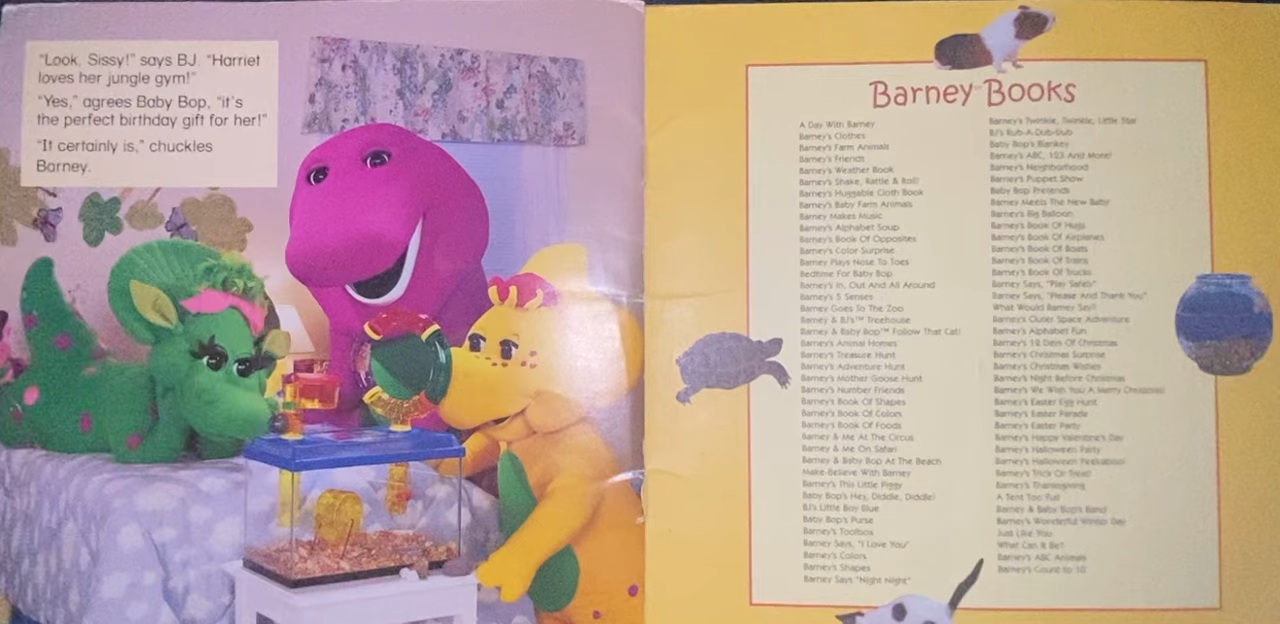 "Look, Sissy!" says BJ. "Harriet
loves her jungle gym!"
"Yes," agrees Baby Bop, "it's
the perfect birthday gift for her!"
"It certainly is," chuckles
Barney.
Barney™ Books
A Day With Barney
Barney's Clothes
Barney's Farm Animals
Barney's Friends
Barney's Weather Book
Barney's Shake, Rattle & Roll!
Barney's Huggable Cloth Book
Barney's Baby Farm Animals
Barney Makes Music
Barney's Alphabet Soup
Barney's Book Of Opposites
Barney's Color Surprise
Barney Plays Nose To Toes
Bedtime For Baby Bop
Barney's In, Out And All Around
Barney's 5 Senses
Barney Goes To The Zoo
Barney & BJ's™ Treehouse
Barney & Baby Bop™ Follow That Cat!
Barney's Animal Homes
Barney's Treasure Hunt
Barney's Adventure Hunt
Barney's Mother Goose Hunt
Barney's Number Friends
Barney's Book Of Shapes
Barney's Book Of Colors
Barney's Book Of Foods
Barney & Me At The Circus
Barney & Me On Safari
Barney & Baby Bop At The Beach
Make-Believe With Barney
Barney's This Little Piggy
Baby Bop's Hey, Diddle, Diddle!
BJ's Little Boy Blue
Baby Bop's Purse
Barney's Toolbox
Barney Says, "I Love You"
Barney's Colors
Barney's Shapes
Barney Says "Night Night"
Barney's Twinkle, Twinkle, Little Star
BJ's Rub-A-Dub-Dub
Baby Bop's Blankey
Barney's ABC, 123 And More!
Barney's Neighborhood
Barney's Puppet Show
Baby Bop Pretends
Barney Meets The New Baby
Barney's Big Balloon
Barney's Book Of Hugs
Barney's Book Of Airplanes
Barney's Book Of Boats
Barney's Book Of Trains
Barney's Book Of Trucks
Barney Says, "Play Safely"
Barney Says, "Please And Thank You"
What Would Barney Say?
Barney's Outer Space Adventure
Barney's Alphabet Fun
Barney's 12 Days Of Christmas
Barney's Christmas Surprise
Barney's Christmas Wishes
Barney's Night Before Christmas
Barney's We Wish You A Merry Christmas!
Barney's Easter Egg Hunt
Barney's Easter Parade
Barney's Easter Party
Barney's Happy Valentine's Day
Barney's Halloween Party
Barney's Halloween Peekaboo!
Barney's Trick Or Treat!
Barney's Thanksgiving
A Tent Too Full
Barney & Baby Bop's Band
Barney's Wonderful Winter Day
Just Like You
What Can It Be?
Barney's ABC Animals
Barney's Count to 10